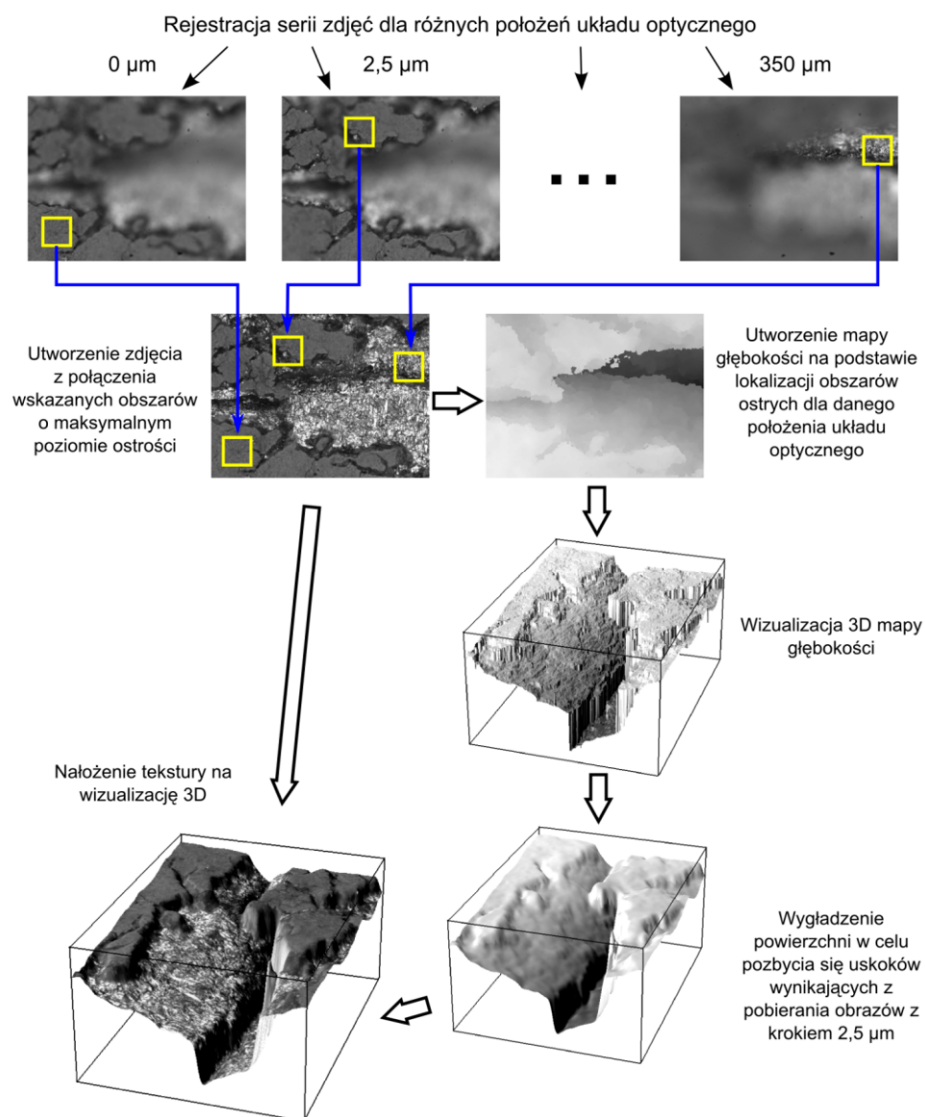 Rejestracja serii zdjęć dla różnych położeń układu optycznego
0 µm
2,5 µm
350 µm
Utworzenie zdjęcia
z połączenia
wskazanych obszarów
o maksymalnym
poziomie ostrości
Utworzenie mapy
głębokości na podstawie
lokalizacji obszarów
ostrych dla danego
położenia układu
optycznego
Wizualizacja 3D mapy
głębokości
Nałożenie tekstury na
wizualizację 3D
Wygładzenie
powierzchni w celu
pozbycia się uskoków
wynikających z
pobierania obrazów z
krokiem 2,5 µm